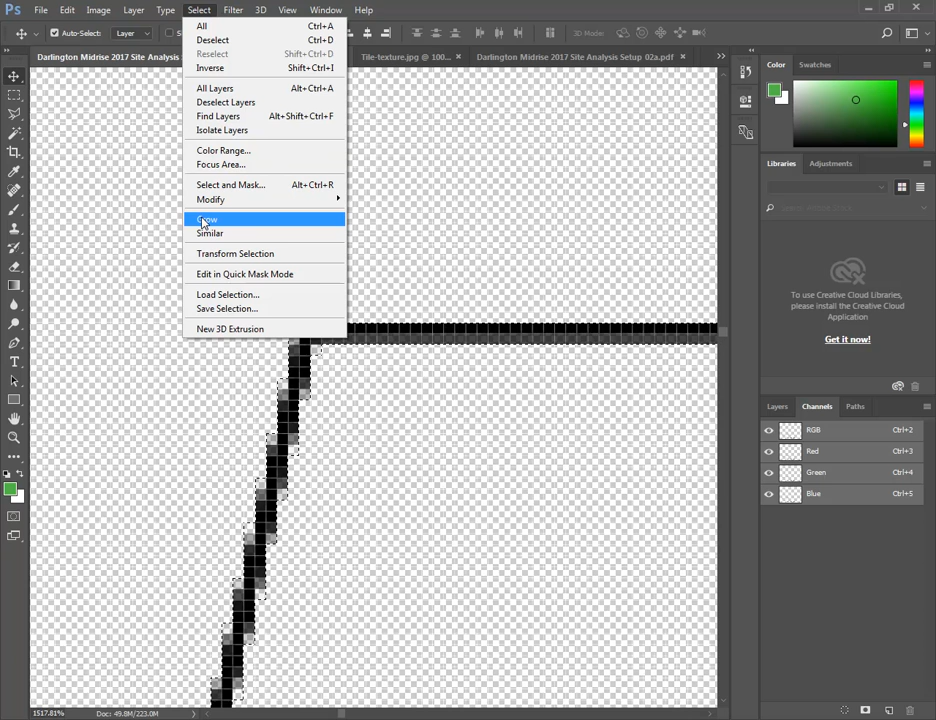 Ps File Edit Image Layer Type Select Filter 3D View Window Help
Auto-Select: Layer 3D Mode:
Darlington Midrise 2017 Site Analysis Tile-texture.jpg @ 100... × Darlington Midrise 2017 Site Analysis Setup 02a.pdf ×
All Ctrl+A
Deselect Ctrl+D
Reselect Shift+Ctrl+D
Inverse Shift+Ctrl+I
All Layers Alt+Ctrl+A
Deselect Layers
Find Layers Alt+Shift+Ctrl+F
Isolate Layers
Color Range...
Focus Area...
Select and Mask... Alt+Ctrl+R
Modify
Grow
Similar
Transform Selection
Edit in Quick Mask Mode
Load Selection...
Save Selection...
New 3D Extrusion
Color Swatches
Libraries Adjustments
To use Creative Cloud Libraries,
please install the Creative Cloud
Application
Get it now!
Layers Channels Paths
RGB Ctrl+2
Red Ctrl+3
Green Ctrl+4
Blue Ctrl+5
1517.81% Doc: 49.8M/223.0M